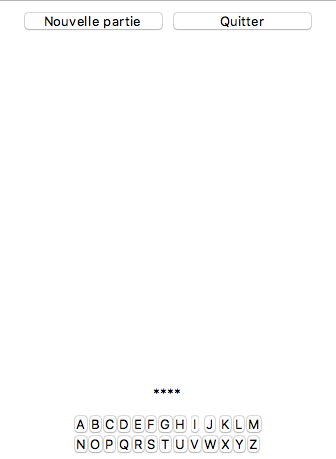 Nouvelle partie Quitter
****
A B C D E F G H I J K L M
N O P Q R S T U V W X Y Z